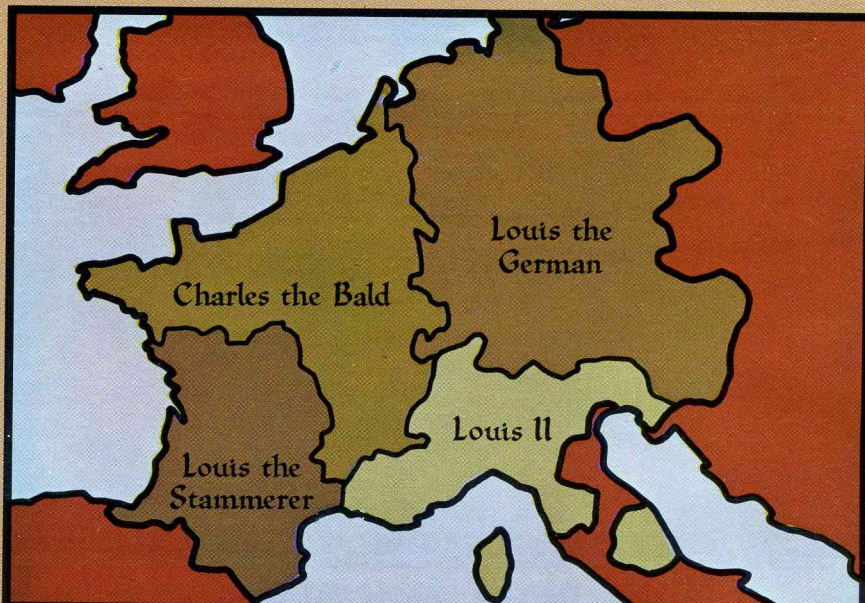 Louis the
German
Charles the Bald
Louis II
Louis the
Stammerer